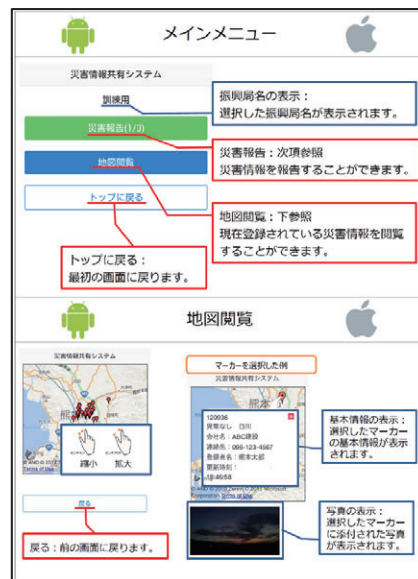 メインメニュー
災害情報共有システム
訓練用
振興局名の表示:
選択した振興局名が表示されます。
災害報告(1/3)
災害報告:次項参照
災害情報を報告することができます。
地図閲覧
トップに戻る
地図閲覧:下参照
現在登録されている災害情報を閲覧
することができます。
トップに戻る:
最初の画面に戻ります。
地図閲覧
災害情報共有システム
熊
縮小
拡大
Terms of Use
戻る
戻る:前の画面に戻ります。
マーカーを選択した例
災害情報共有システム
熊本
120936
異常なし 白川
会社名:ABC建設
連絡先:096-123-4567
登録者名:熊本太郎
更新時刻:
18:46:58
Corporation Terms of Use
基本情報の表示:
選択したマーカー
の基本情報が表示
されます。
写真の表示:
選択したマーカー
に添付された写真
が表示されます。